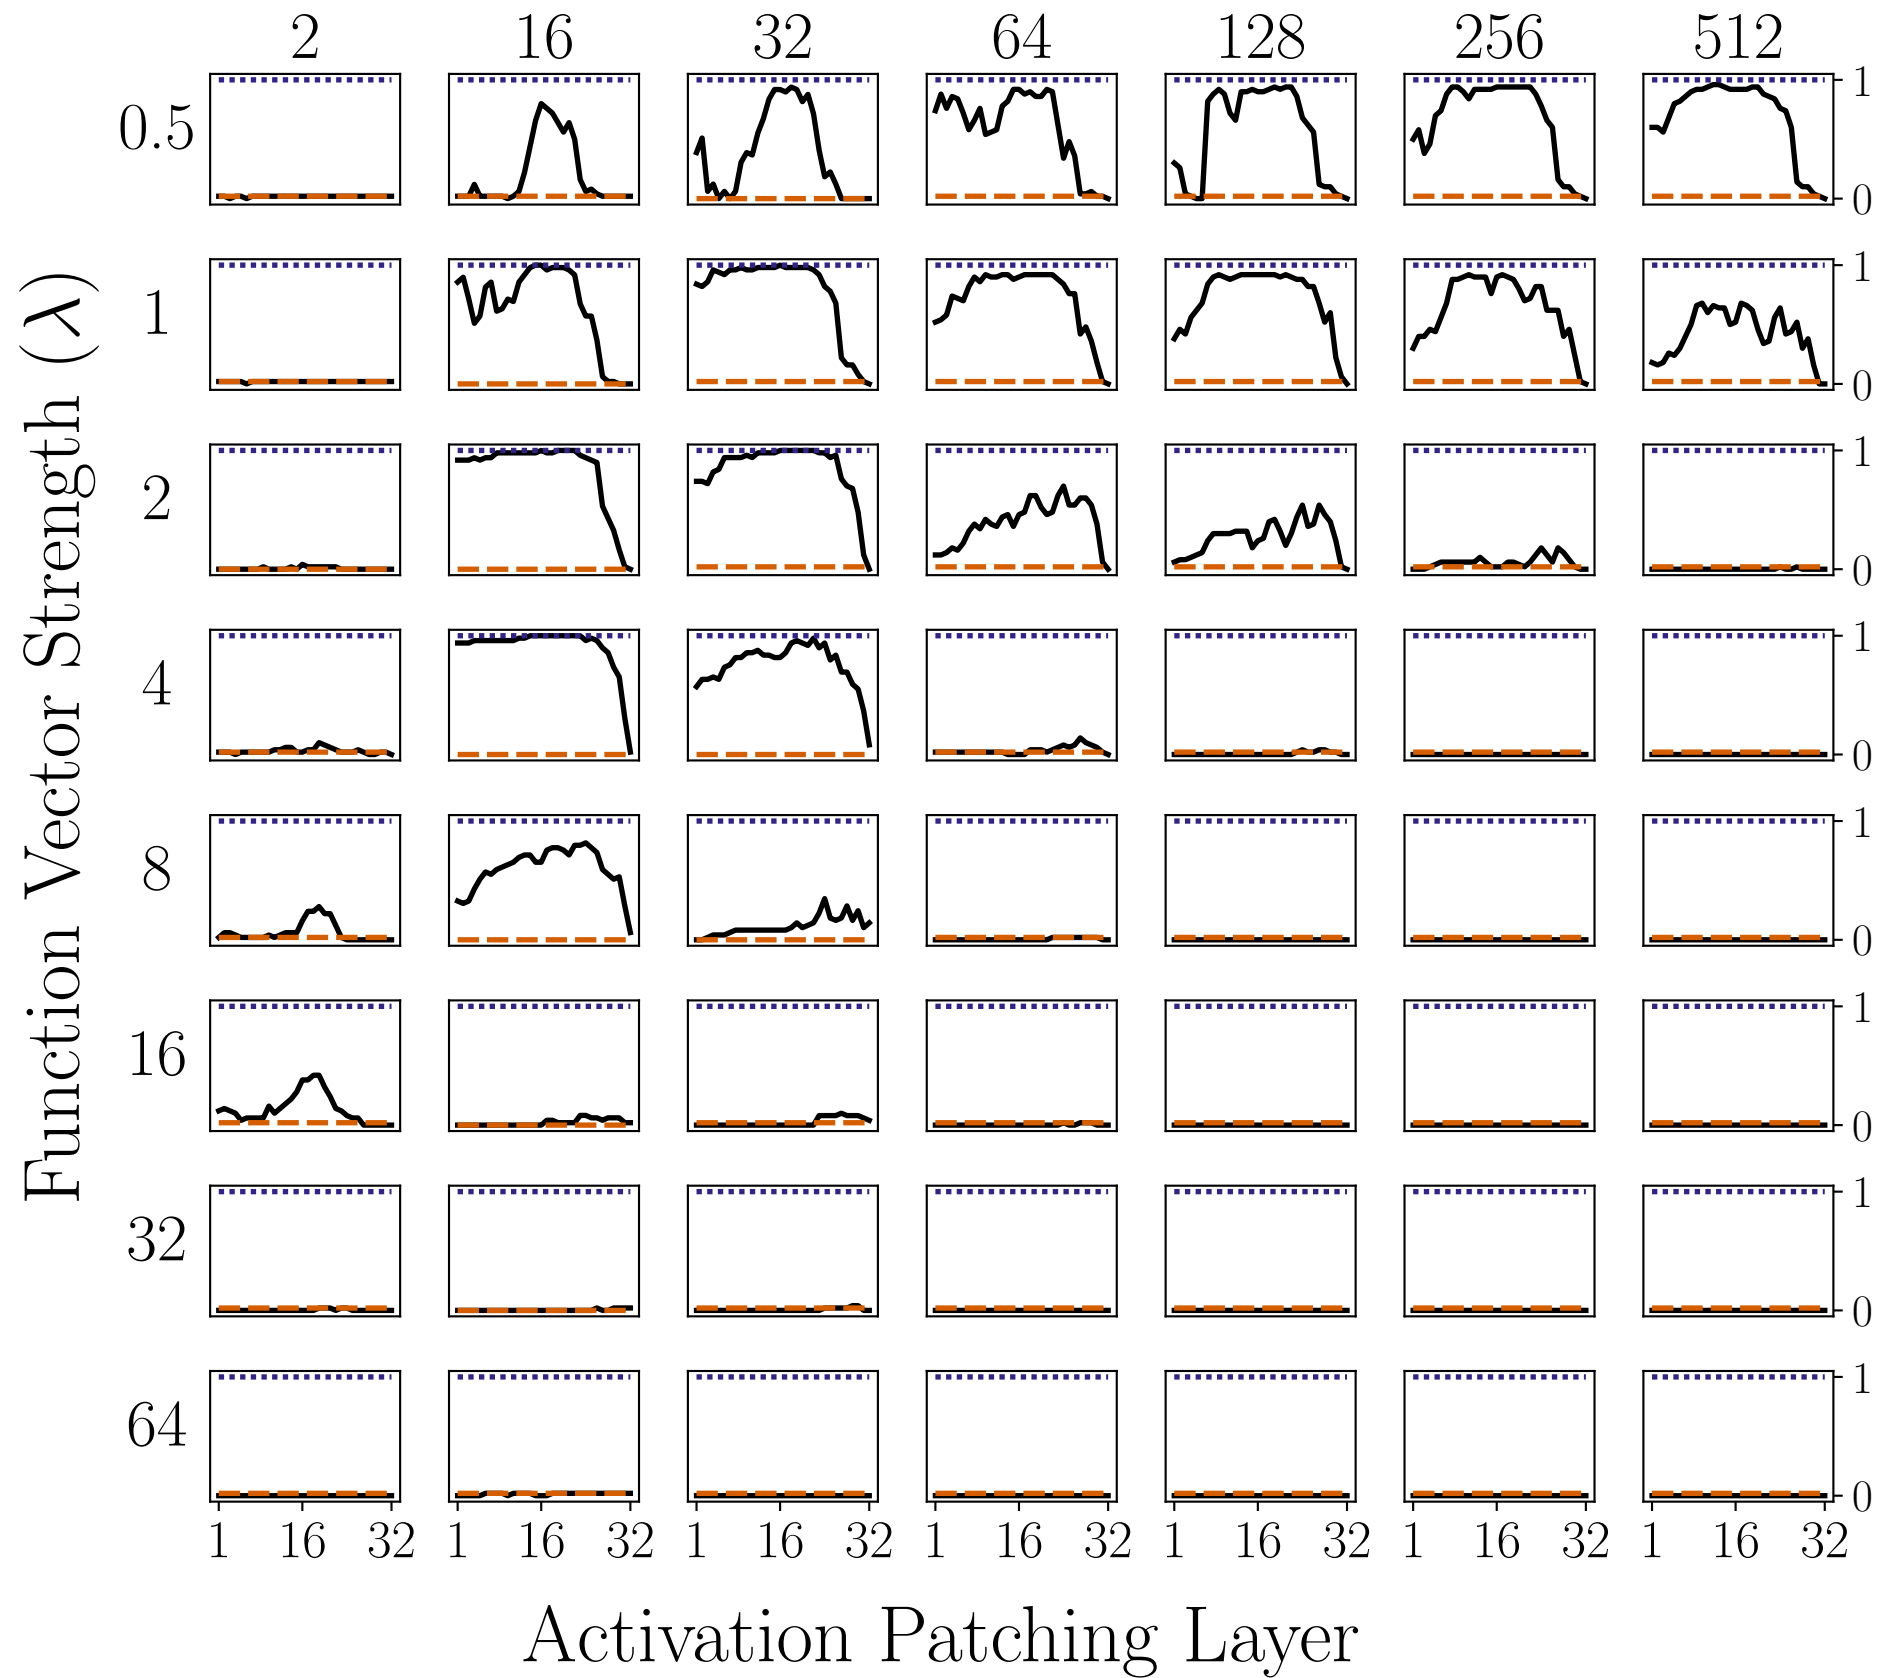 2 16 32 64 128 256 512
Function Vector Strength (λ)
0.5 1 0
1 1 0
2 1 0
4 1 0
8 1 0
16 1 0
32 1 0
64 1 0
1 16 32 1 16 32 1 16 32 1 16 32 1 16 32 1 16 32 1 16 32
Activation Patching Layer